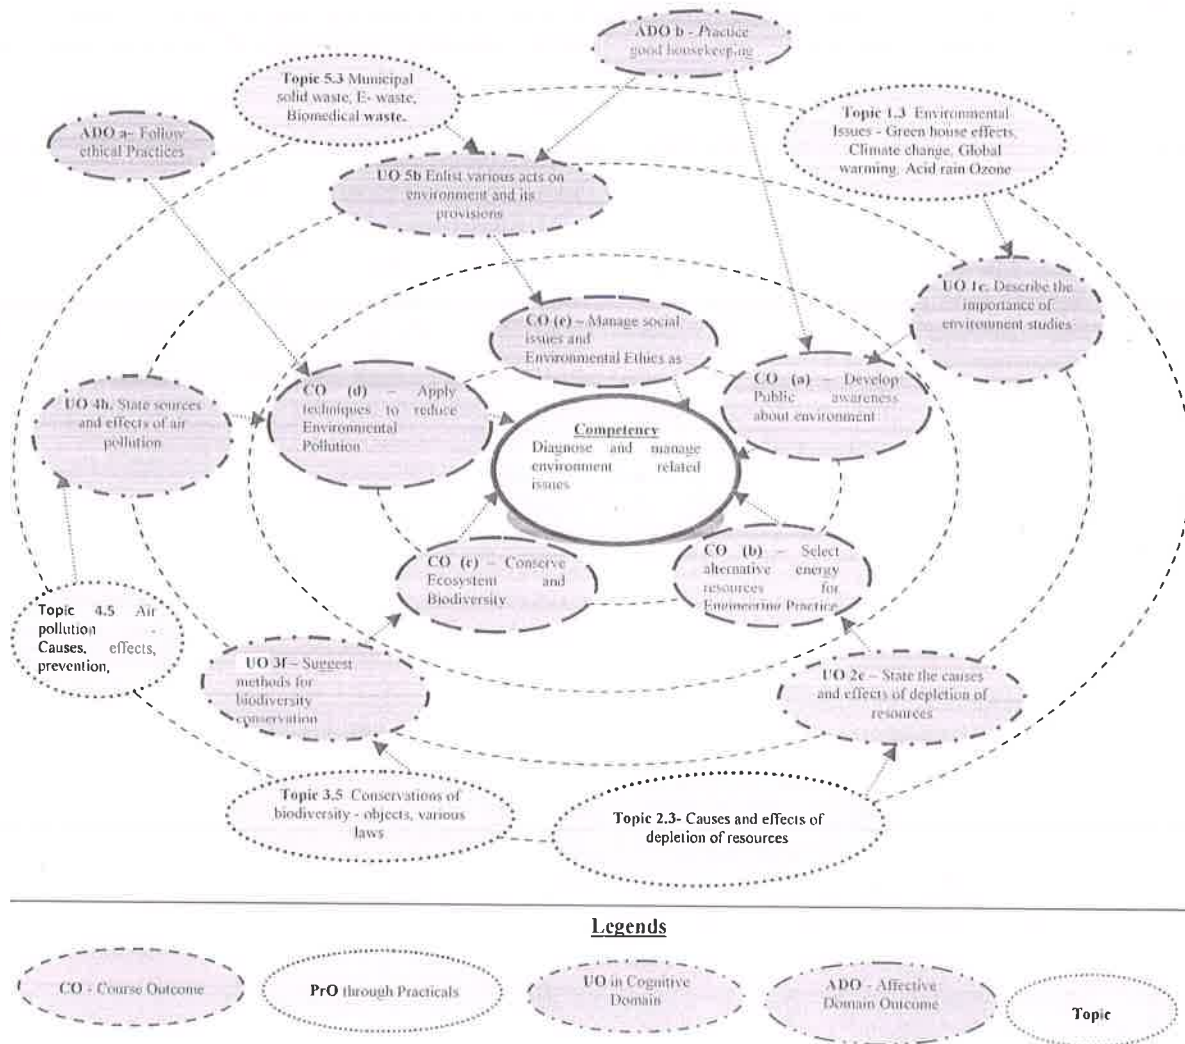 ADO b - Practice
good housekeeping
Topic 5.3 Municipal
solid waste, E- waste,
Biomedical waste.
Topic 1.3 Environmental
Issues - Green house effects,
Climate change, Global
warming, Acid rain Ozone
ADO a- Follow
ethical Practices
UO 5b Enlist various acts on
environment and its
provisions
UO 1c. Describe the
importance of
environment studies
CO (e) – Manage social
issues and
Environmental Ethics as
CO (d) – Apply
techniques to reduce
Environmental
Pollution
CO (a) – Develop
Public awareness
about environment
UO 4h. State sources
and effects of air
pollution
Competency
Diagnose and manage
environment related
issues
CO (c) – Conserve
Ecosystem and
Biodiversity
CO (b) – Select
alternative energy
resources for
Engineering Practice
Topic 4.5 Air
pollution -
Causes, effects,
prevention,
UO 3f – Suggest
methods for
biodiversity
conservation
UO 2e – State the causes
and effects of depletion of
resources
Topic 3.5 Conservations of
biodiversity - objects, various
laws
Topic 2.3- Causes and effects of
depletion of resources
Legends
CO - Course Outcome
PrO through Practicals
UO in Cognitive
Domain
ADO - Affective
Domain Outcome
Topic